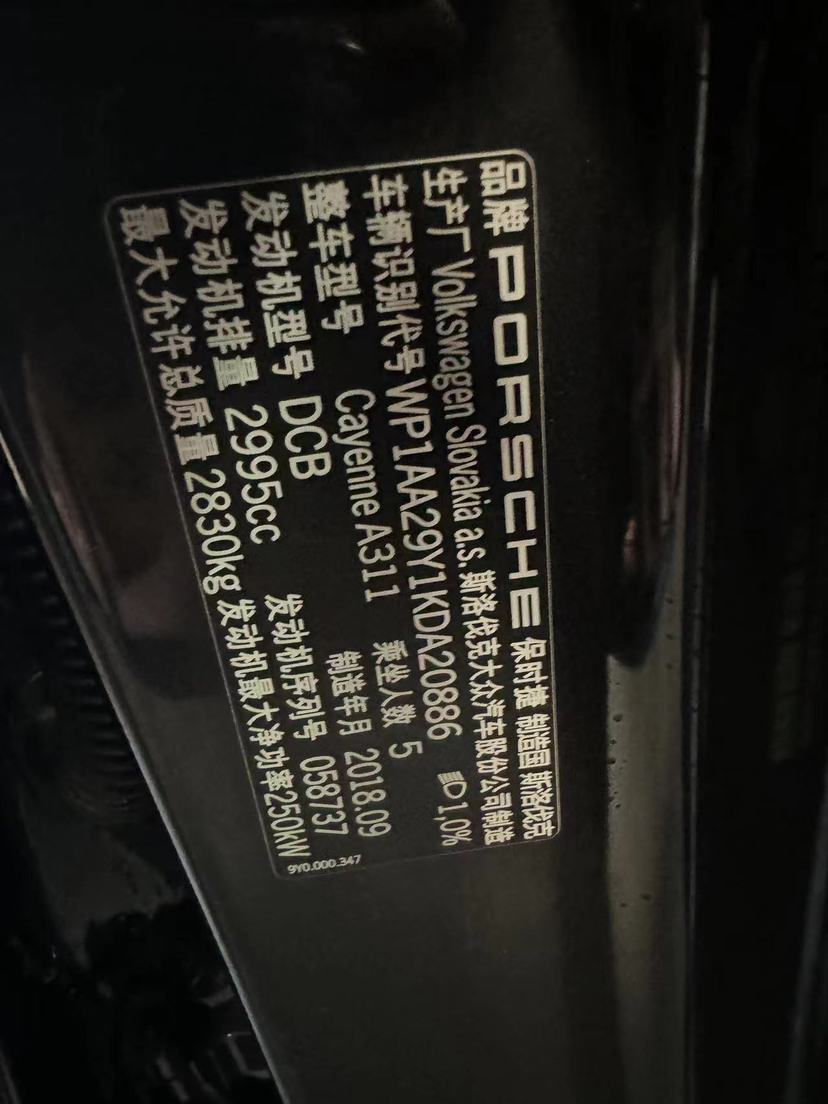 品牌 PORSCHE 保时捷 制造国 斯洛伐克
生产厂 Volkswagen Slovakia a.s. 斯洛伐克大众汽车股份公司制造
车辆识别代号 WP1AA29Y1KDA20886 1,0%
整车型号 Cayenne A311 乘坐人数 5
发动机型号 DCB 制造年月 2018.09
发动机排量 2995cc 发动机序列号 058737
最大允许总质量 2830kg 发动机最大净功率 250kW
9Y0.000.347